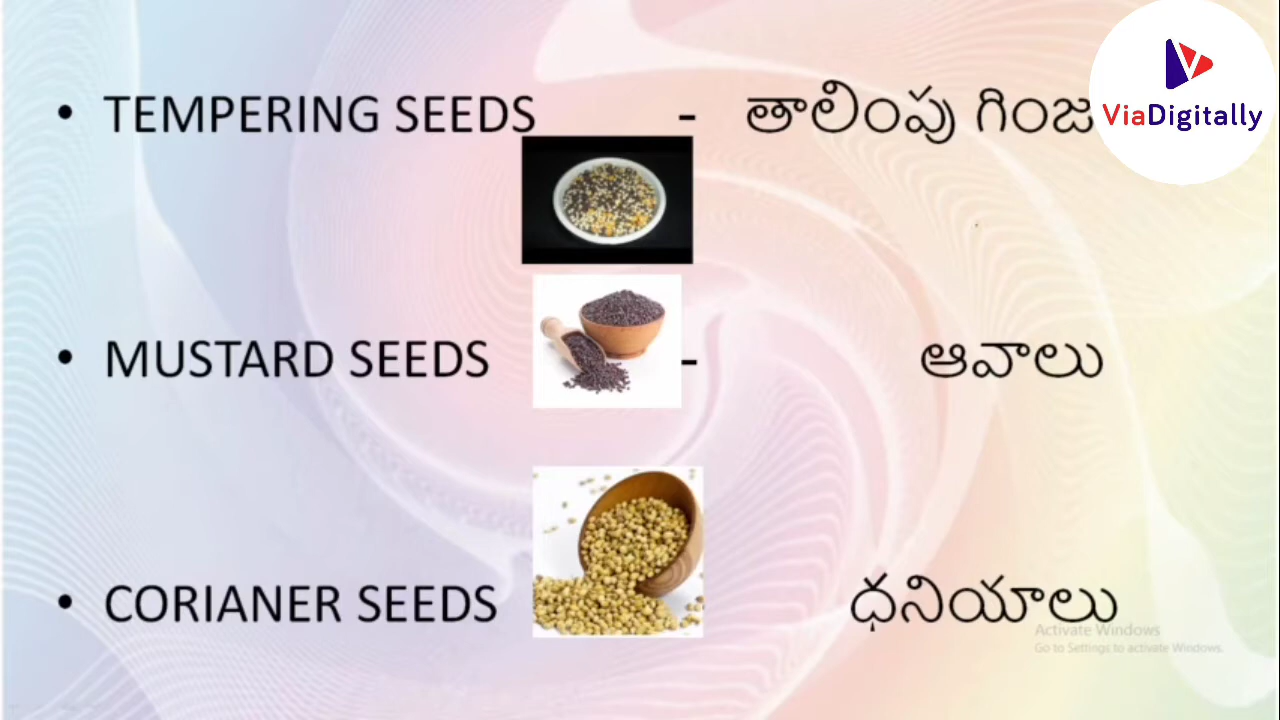 • TEMPERING SEEDS - తాలింపు గింజ
ViaDigitally
• MUSTARD SEEDS - ఆవాలు
• CORIANER SEEDS ధనియాలు
Activate Windows
Go to Settings to activate Windows.